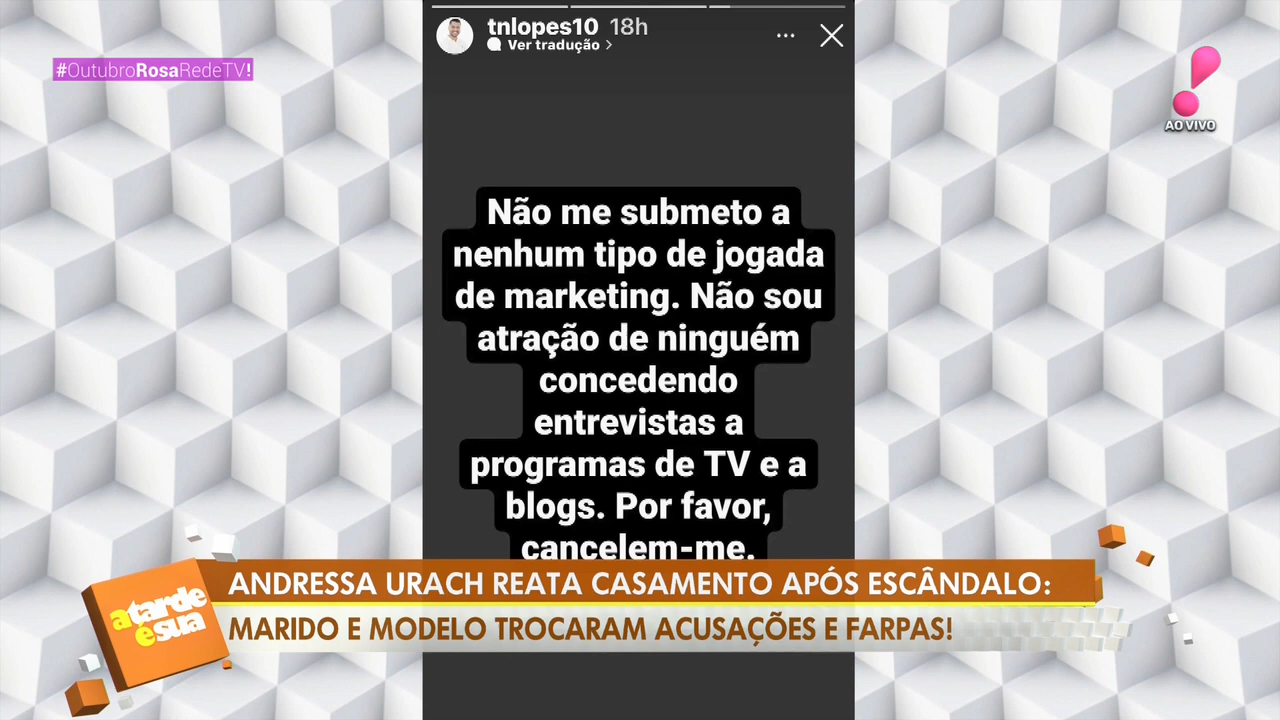 tnlopes10 18h
Ver tradução >
#OutubroRosaRedeTV!
AO VIVO
Não me submeto a
nenhum tipo de jogada
de marketing. Não sou
atração de ninguém
concedendo
entrevistas a
programas de TV e a
blogs. Por favor,
cancelem-me.
a tarde
é sua
ANDRESSA URACH REATA CASAMENTO APÓS ESCÂNDALO:
MARIDO E MODELO TROCARAM ACUSAÇÕES E FARPAS!